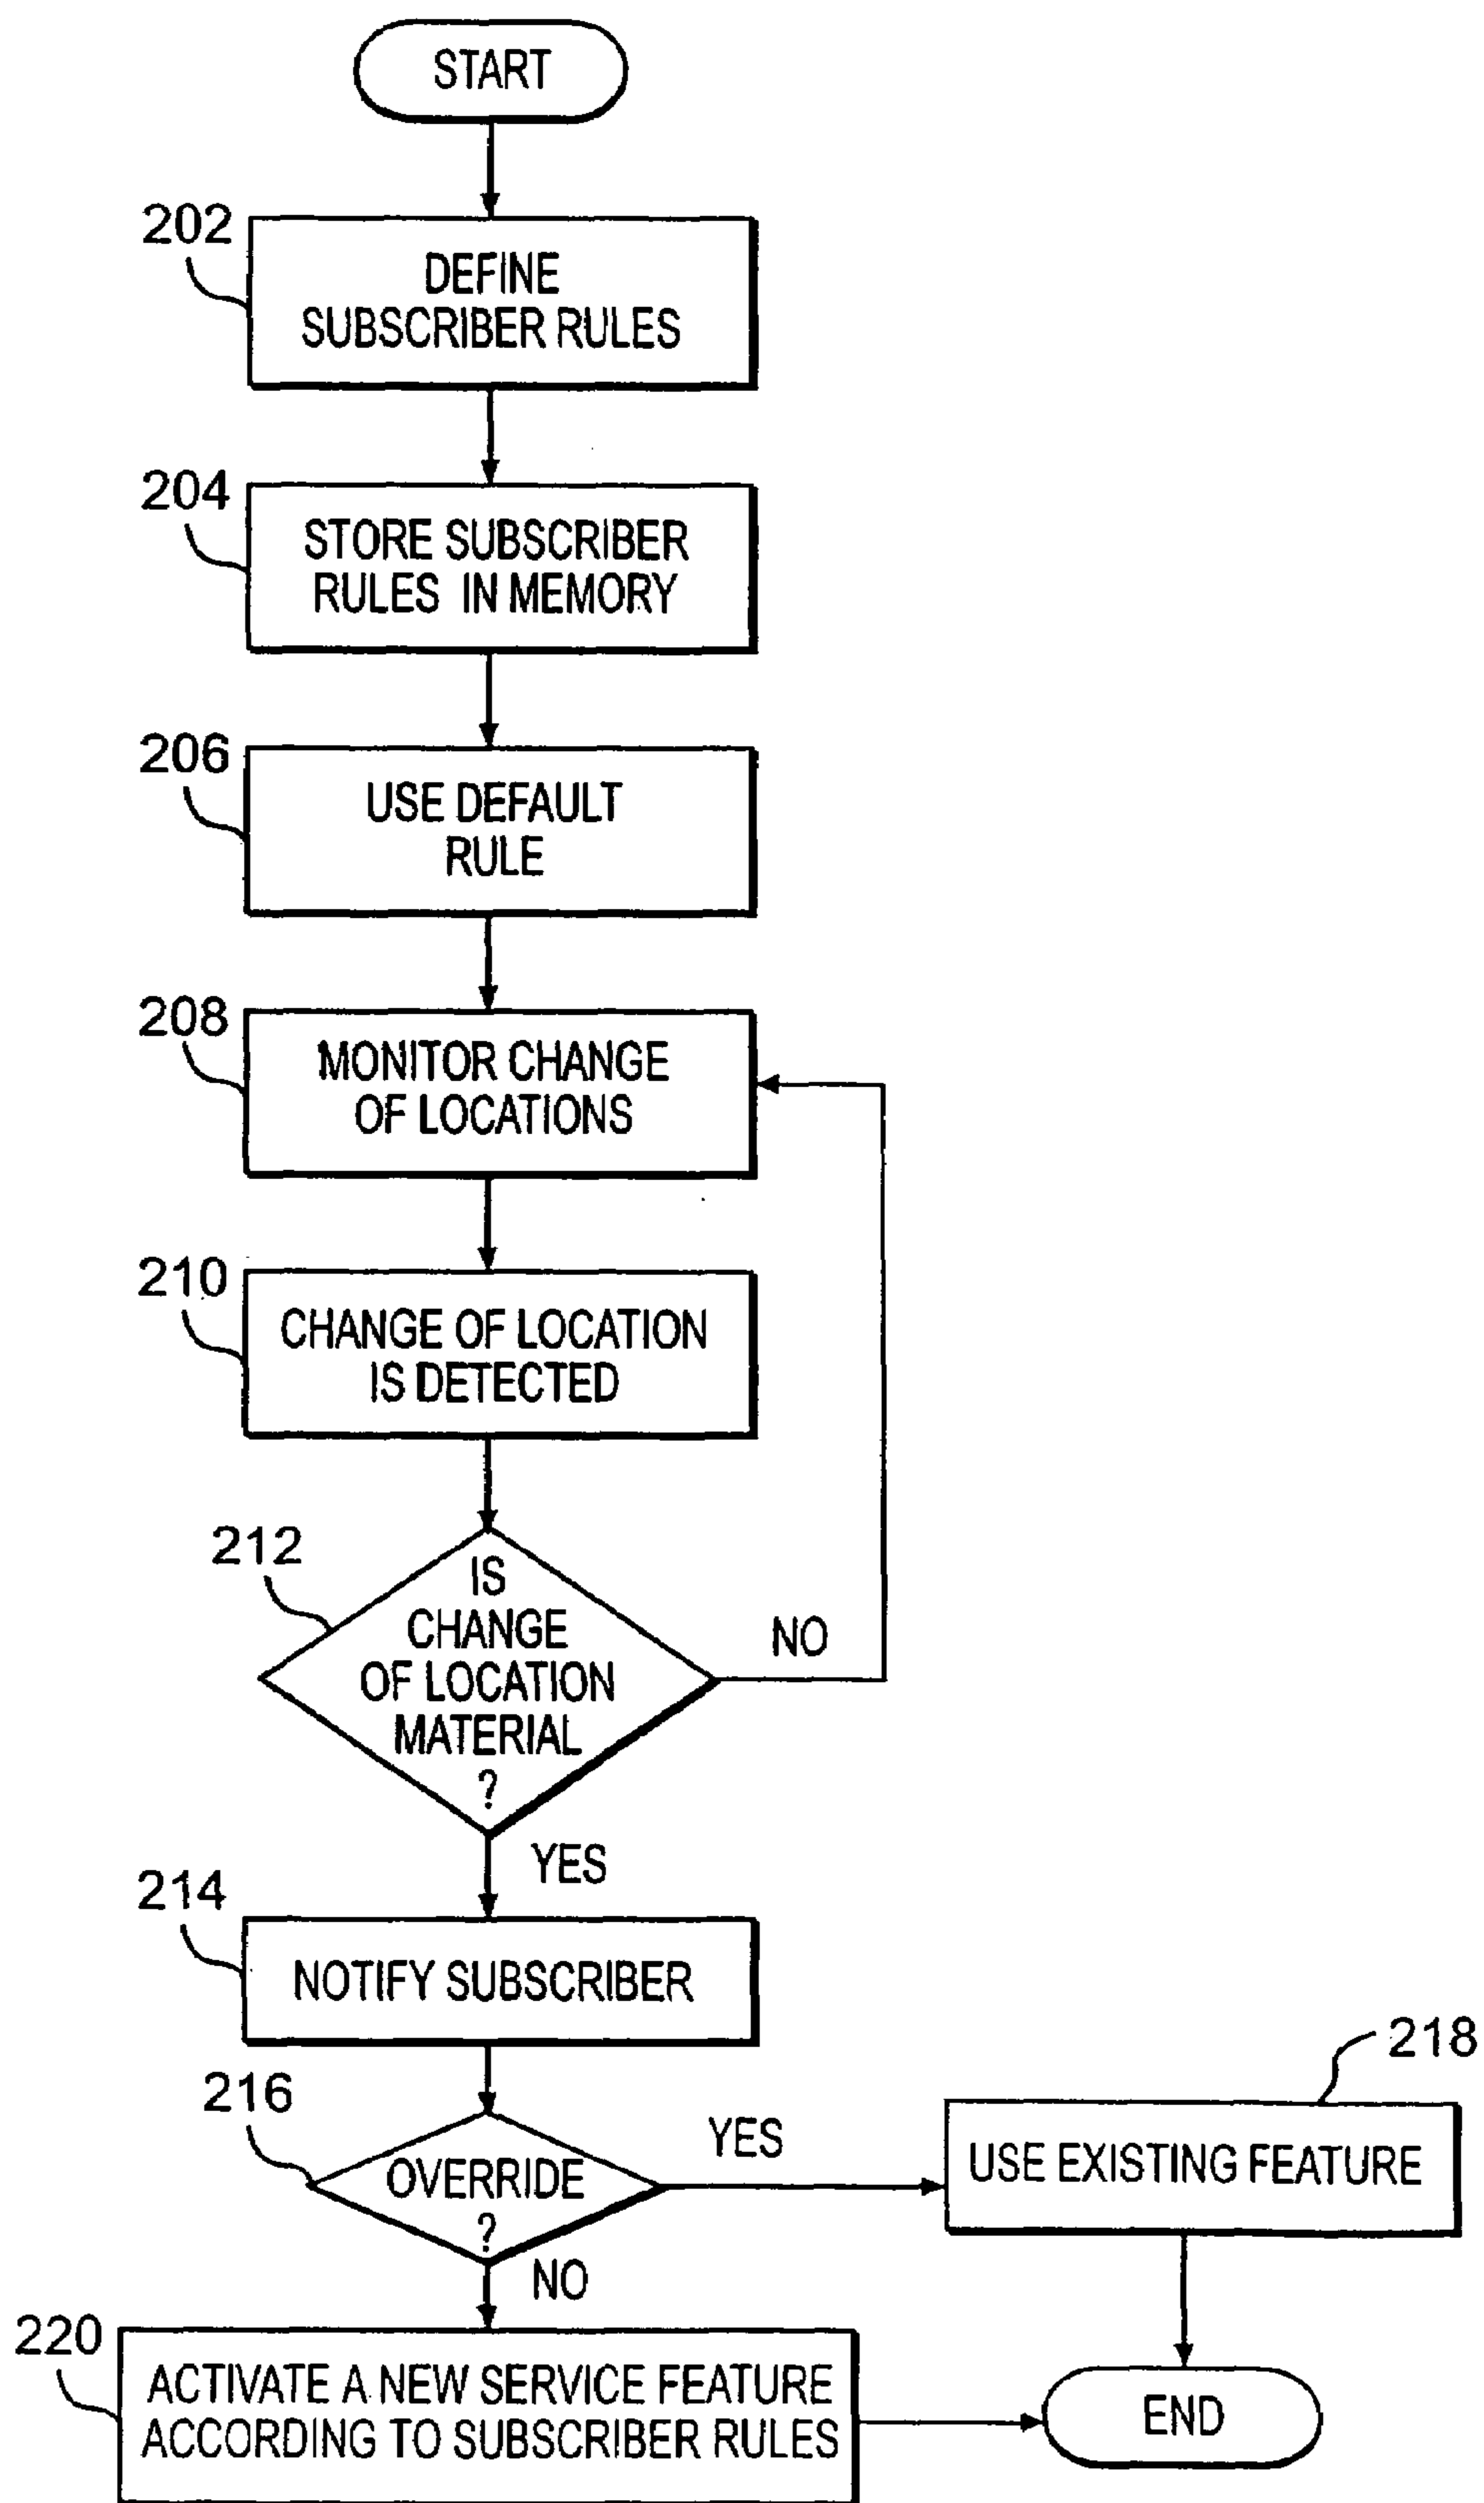 START
202
DEFINE
SUBSCRIBER RULES
204
STORE SUBSCRIBER
RULES IN MEMORY
206
USE DEFAULT
RULE
208
MONITOR CHANGE
OF LOCATIONS
210
CHANGE OF LOCATION
IS DETECTED
212
IS
CHANGE
OF LOCATION
MATERIAL
?
NO
YES
214
NOTIFY SUBSCRIBER
216
OVERRIDE
?
YES
218
USE EXISTING FEATURE
NO
220
ACTIVATE A NEW SERVICE FEATURE
ACCORDING TO SUBSCRIBER RULES
END